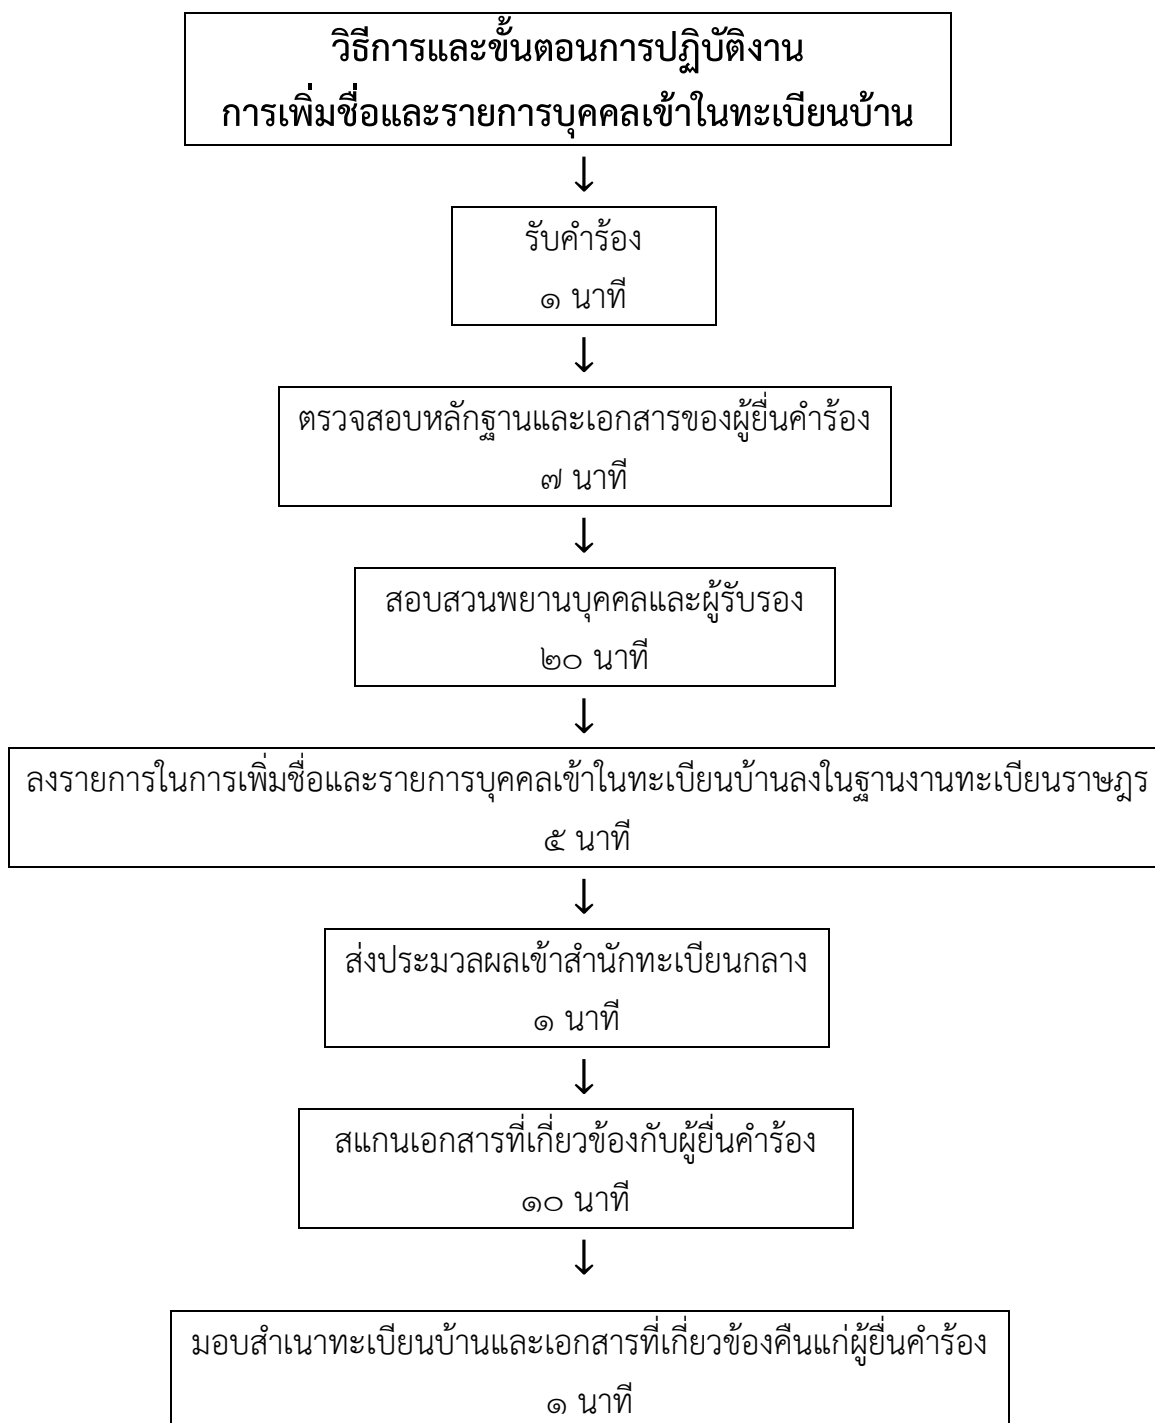 วิธีการและขั้นตอนการปฏิบัติงาน
การเพิ่มชื่อและรายการบุคคลเข้าในทะเบียนบ้าน
↓
รับคำร้อง
๑ นาที
↓
ตรวจสอบหลักฐานและเอกสารของผู้ยื่นคำร้อง
๗ นาที
↓
สอบสวนพยานบุคคลและผู้รับรอง
๒๐ นาที
↓
ลงรายการในการเพิ่มชื่อและรายการบุคคลเข้าในทะเบียนบ้านลงในฐานงานทะเบียนราษฎร
๕ นาที
↓
ส่งประมวลผลเข้าสำนักทะเบียนกลาง
๑ นาที
↓
สแกนเอกสารที่เกี่ยวข้องกับผู้ยื่นคำร้อง
๑๐ นาที
↓
มอบสำเนาทะเบียนบ้านและเอกสารที่เกี่ยวข้องคืนแก่ผู้ยื่นคำร้อง
๑ นาที